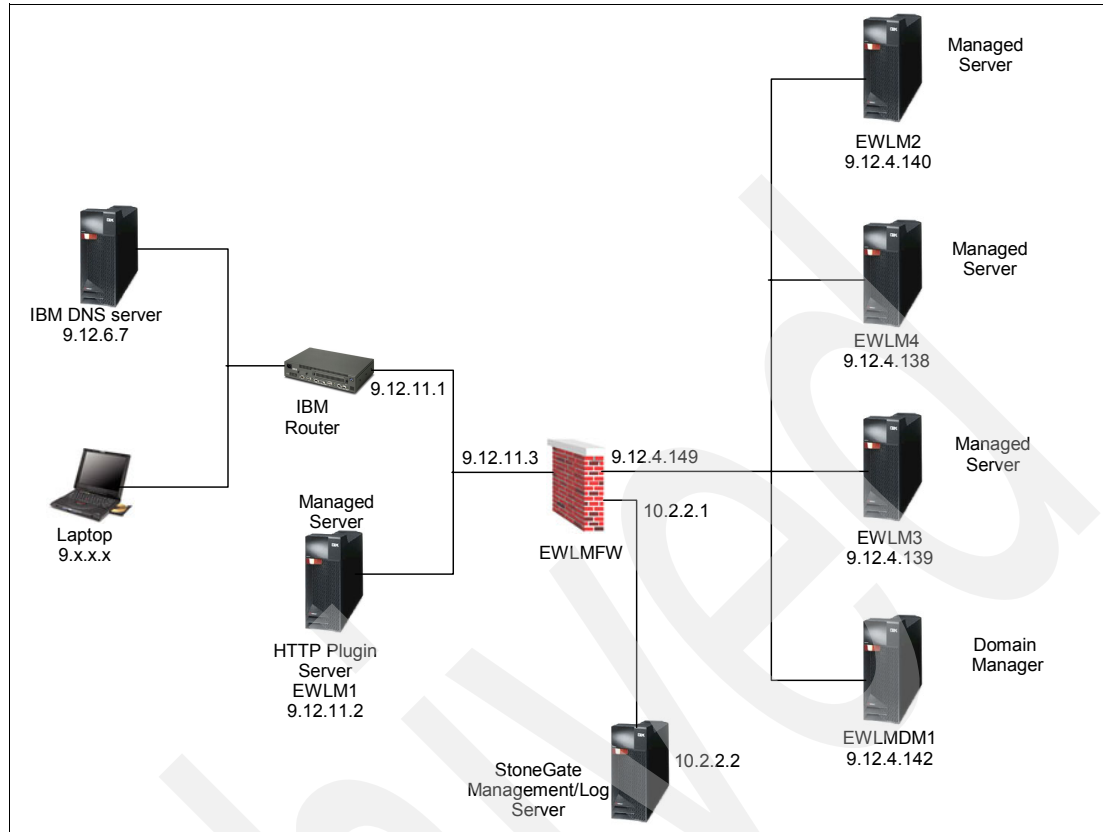 Managed
Server
EWLM2
9.12.4.140
IBM DNS server
9.12.6.7
Managed
Server
EWLM4
9.12.4.138
IBM
Router
9.12.11.1
Laptop
9.x.x.x
9.12.11.3
9.12.4.149
10.2.2.1
EWLMFW
Managed
Server
HTTP Plugin
Server
EWLM1
9.12.11.2
Managed
Server
EWLM3
9.12.4.139
Domain
Manager
EWLMDM1
9.12.4.142
StoneGate
Management/Log
Server
10.2.2.2